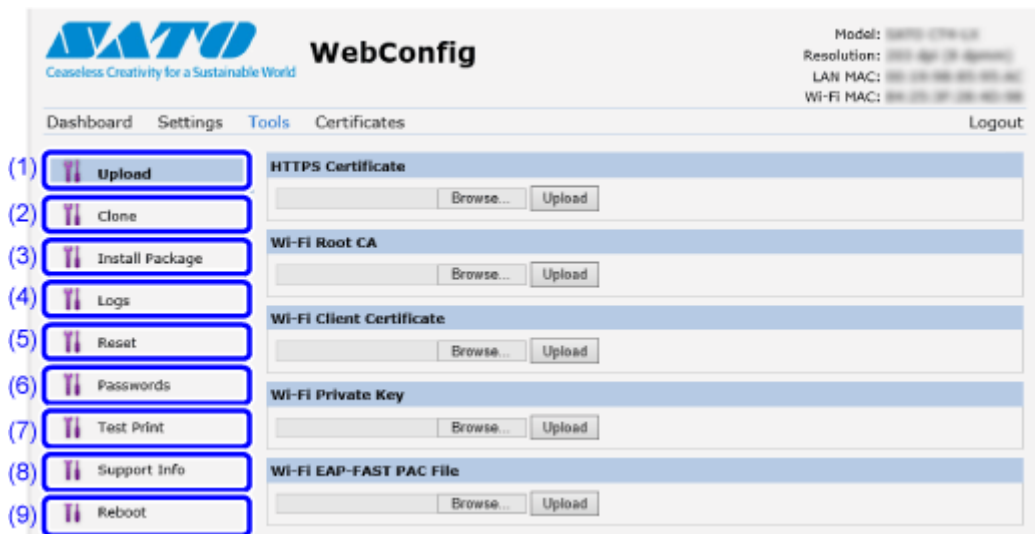 SATO
Ceaseless Creativity for a Sustainable World
WebConfig
Model:
Resolution:
LAN MAC:
Wi-Fi MAC:
Dashboard Settings Tools Certificates Logout
(1) Upload
(2) Clone
(3) Install Package
(4) Logs
(5) Reset
(6) Passwords
(7) Test Print
(8) Support Info
(9) Reboot
HTTPS Certificate
Browse... Upload
Wi-Fi Root CA
Browse... Upload
Wi-Fi Client Certificate
Browse... Upload
Wi-Fi Private Key
Browse... Upload
Wi-Fi EAP-FAST PAC File
Browse... Upload